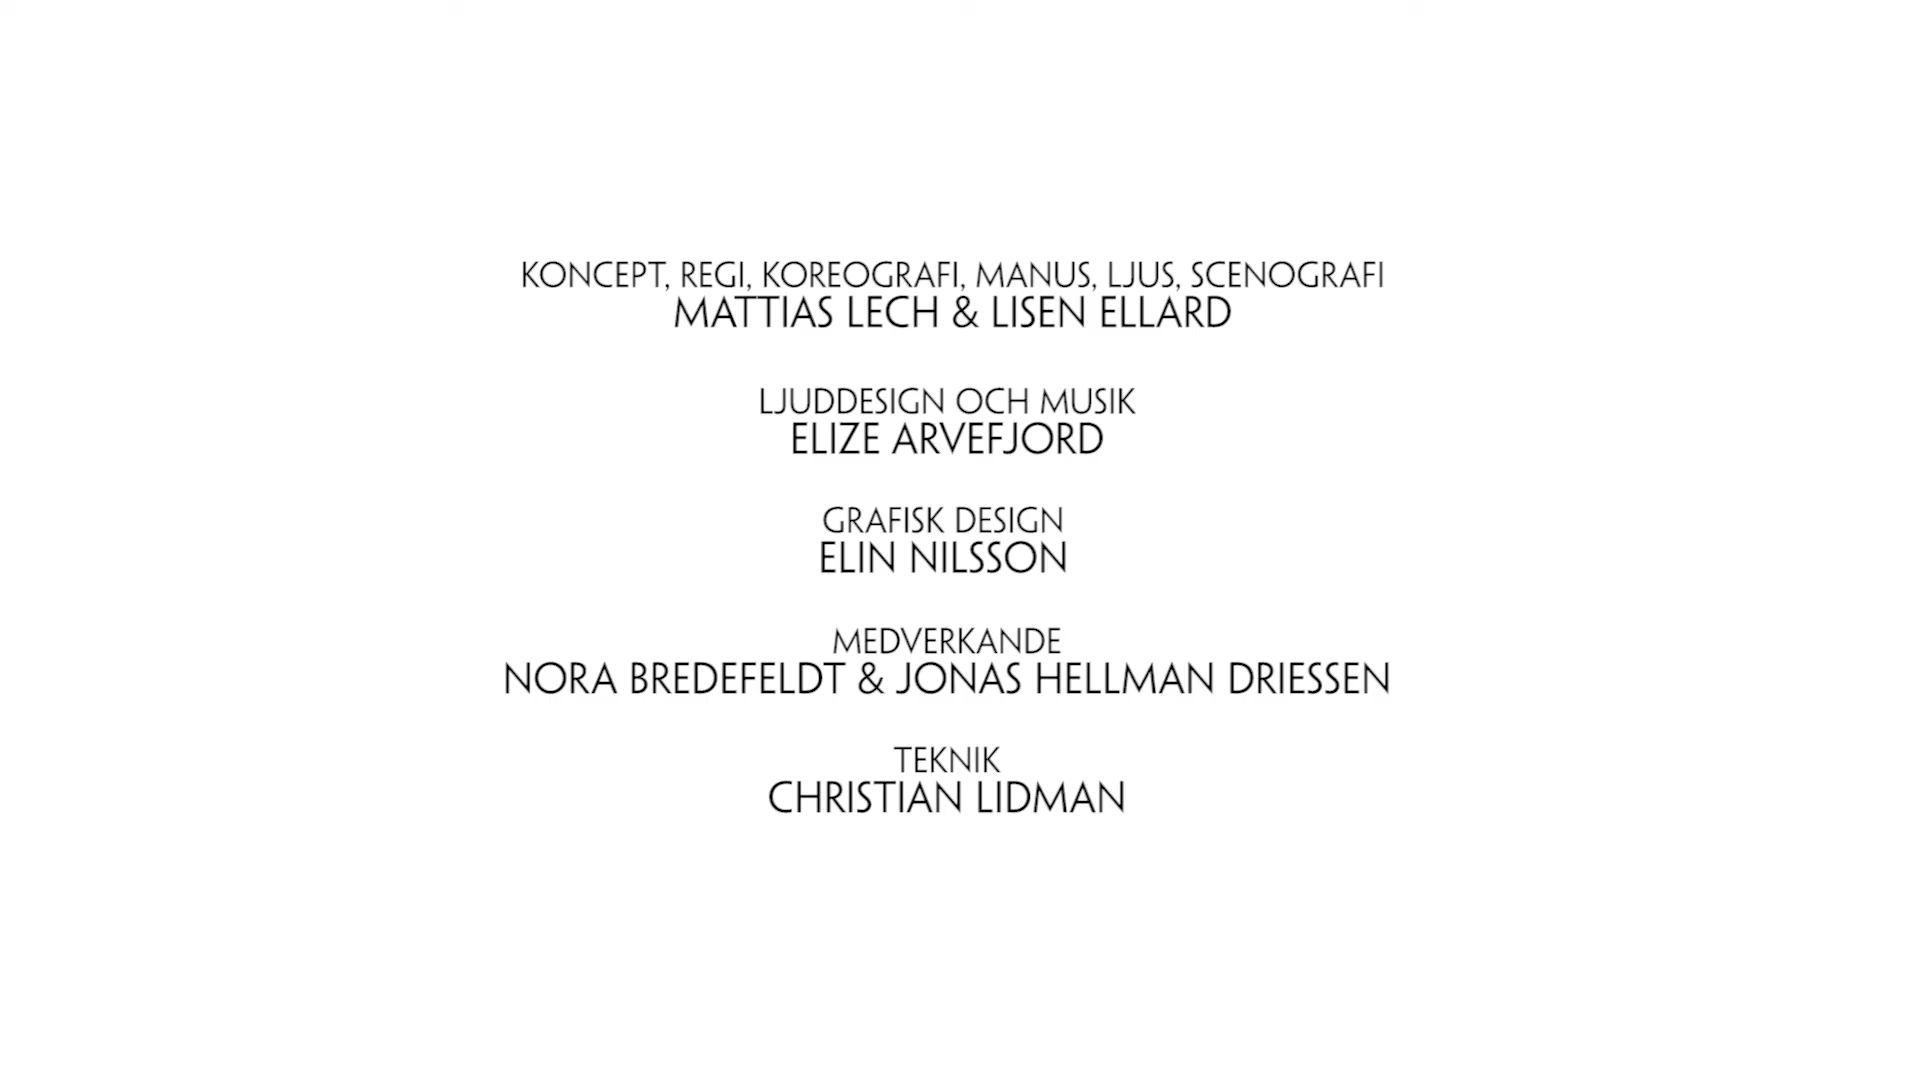 KONCEPT, REGI, KOREOGRAFI, MANUS, LJUS, SCENOGRAFI
MATTIAS LECH & LISEN ELLARD
LJUDDESIGN OCH MUSIK
ELIZE ARVEFJORD
GRAFISK DESIGN
ELIN NILSSON
MEDVERKANDE
NORA BREDEFELDT & JONAS HELLMAN DRIESSEN
TEKNIK
CHRISTIAN LIDMAN